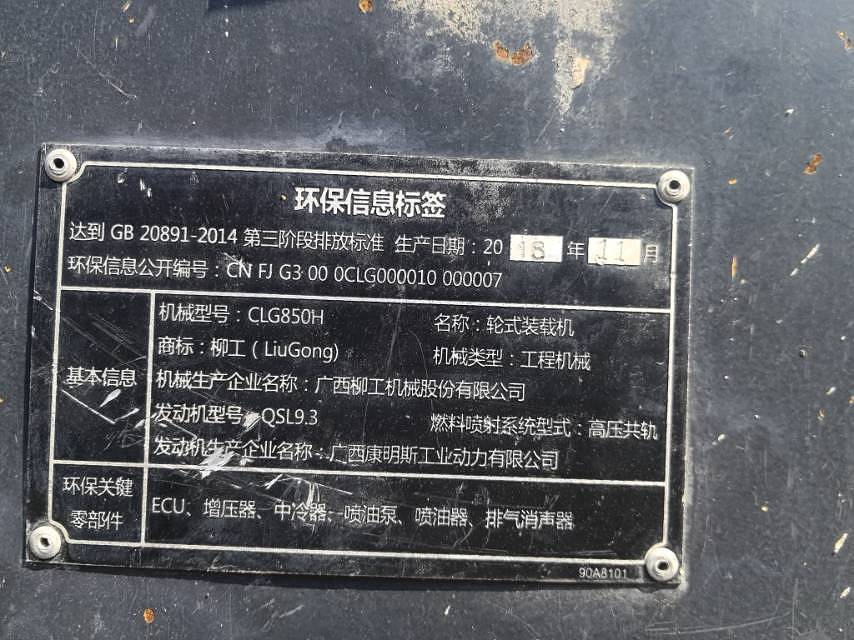 环保信息标签
达到 GB 20891-2014 第三阶段排放标准 生产日期：2018年11月
环保信息公开编号：CN FJ G3 00 0CLG000010 000007
基本信息
机械型号：CLG850H 名称：轮式装载机
商标：柳工（LiuGong) 机械类型：工程机械
机械生产企业名称：广西柳工机械股份有限公司
发动机型号：QSL9.3 燃料喷射系统型式：高压共轨
发动机生产企业名称：广西康明斯工业动力有限公司
环保关键
零部件
ECU、增压器、中冷器、喷油泵、喷油器、排气消声器
90A8101